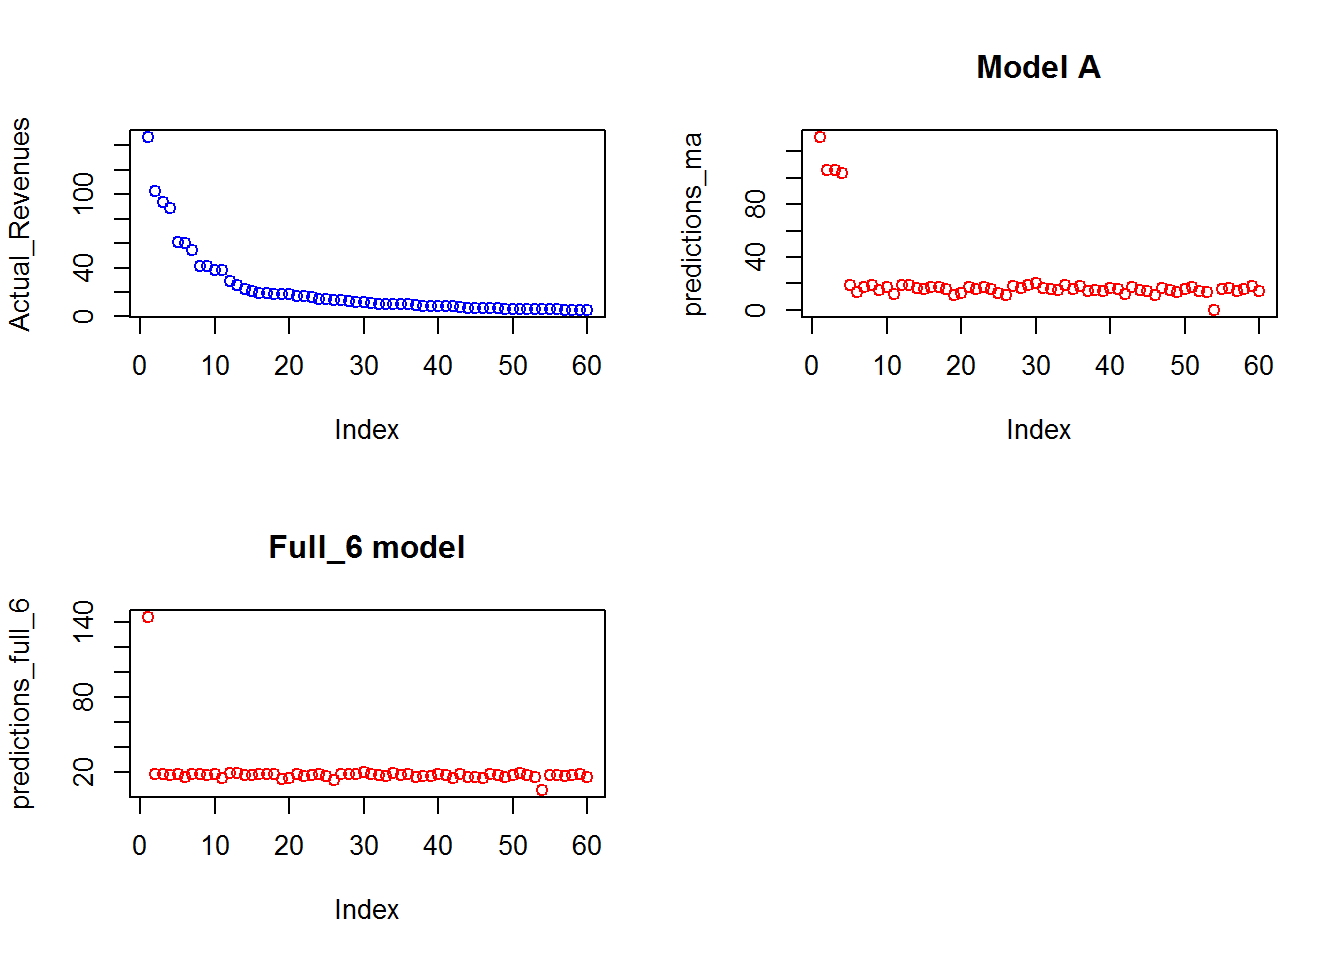 Actual_Revenues
100
40
0
0 10 20 30 40 50 60
Index
Model A
predictions_ma
80
40
0
0 10 20 30 40 50 60
Index
Full_6 model
predictions_full_6
140
80
20
0 10 20 30 40 50 60
Index